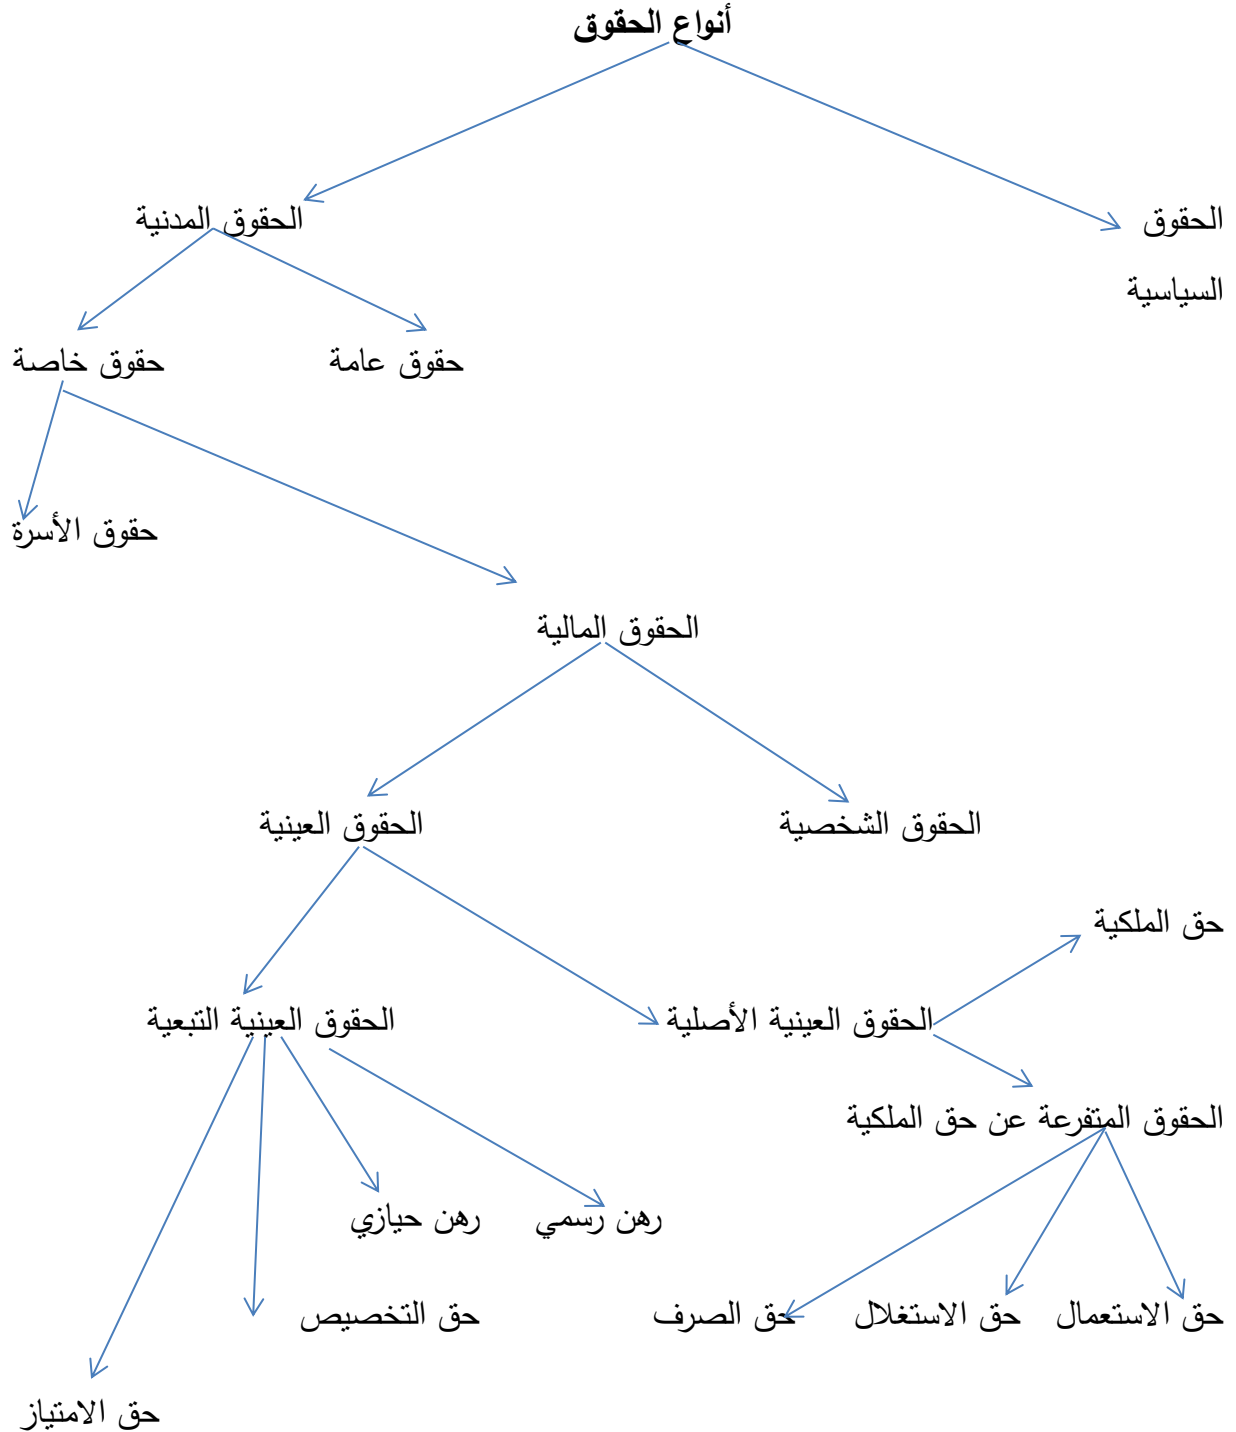 أنواع الحقوق
الحقوق المدنية
الحقوق
السياسية
حقوق عامة
حقوق خاصة
حقوق الأسرة
الحقوق المالية
الحقوق الشخصية
الحقوق العينية
حق الملكية
الحقوق العينية الأصلية
الحقوق العينية التبعية
الحقوق المتفرعة عن حق الملكية
رهن رسمي
رهن حيازي
حق الاستعمال
حق الاستغلال
حق الصرف
حق التخصيص
حق الامتياز